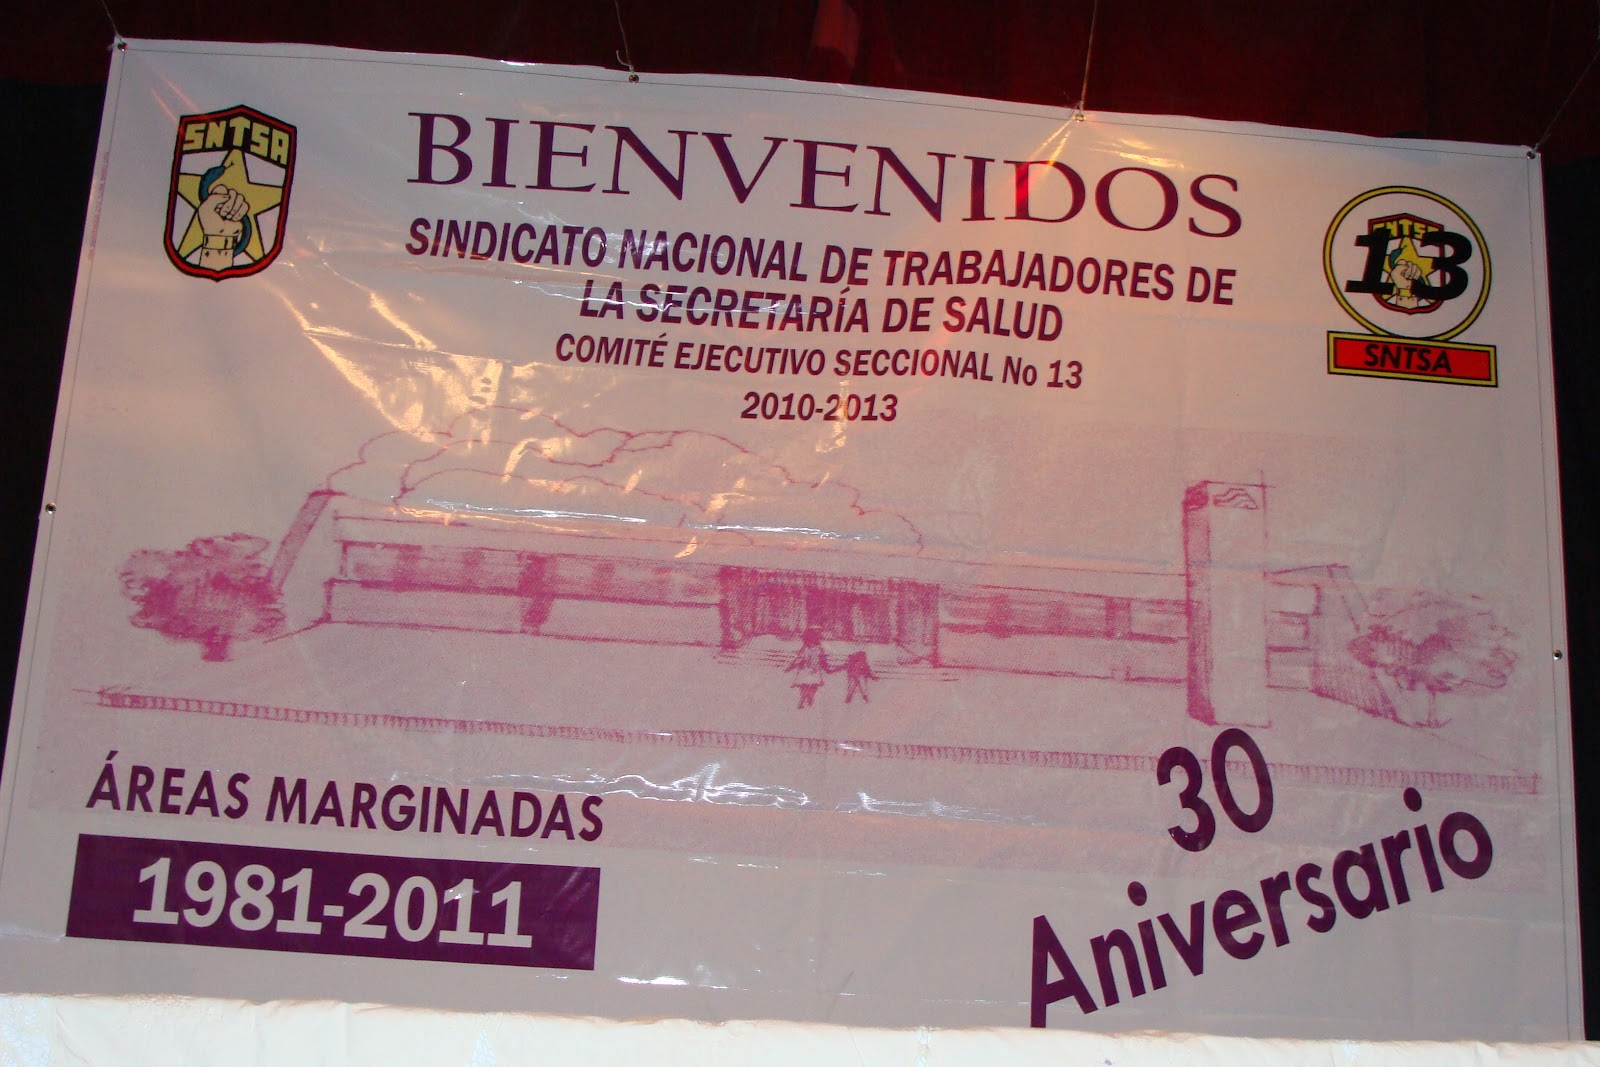 SNTSA
BIENVENIDOS
SINDICATO NACIONAL DE TRABAJADORES DE
LA SECRETARÍA DE SALUD
COMITÉ EJECUTIVO SECCIONAL No 13
2010-2013
SNTSA
13
SNTSA
ÁREAS MARGINADAS
1981-2011
30
Aniversario